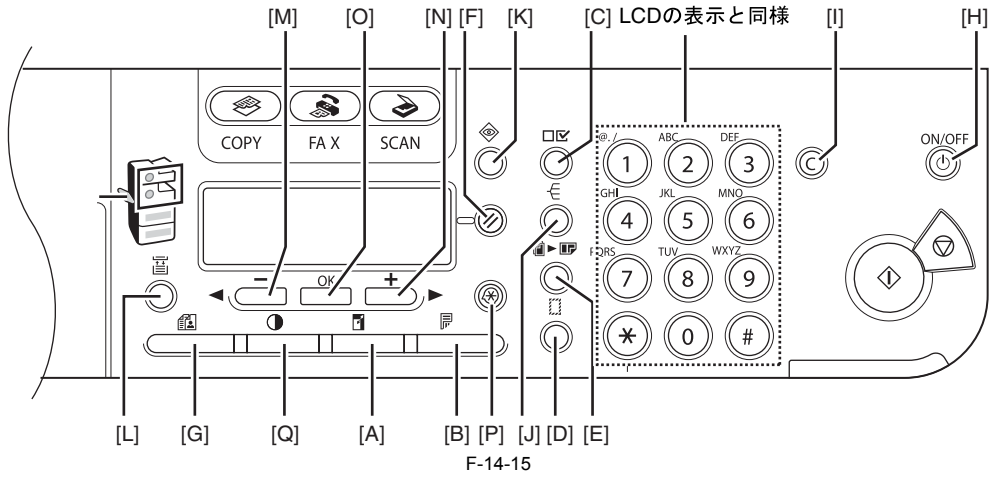 [M] [O] [N] [F] [K] [C] LCDの表示と同様 [I] [H]
COPY FA X SCAN
ON/OFF
@./ ABC DEF
1 2 3
C
GHI JKL MNO
4 5 6
PQRS TUV WXYZ
7 8 9
− OK +
* 0 #
[L] [G] [Q] [A] [B] [P] [J] [D] [E]
F-14-15